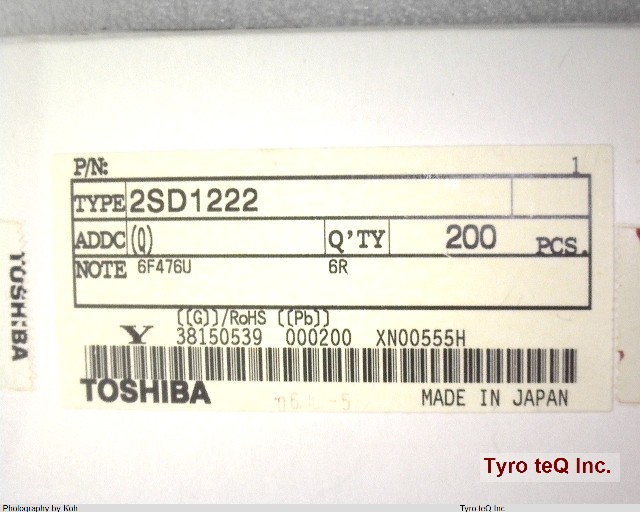 P/N: 1
TYPE 2SD1222
ADDC (Q) Q'TY 200 PCS.
NOTE 6F476U 6R
[[G]]/RoHS [[Pb]]
Y 38150539 000200 XN00555H
TOSHIBA MADE IN JAPAN
TOSHIBA
Tyro teQ Inc.
Photography by Koh Tyro teQ Inc